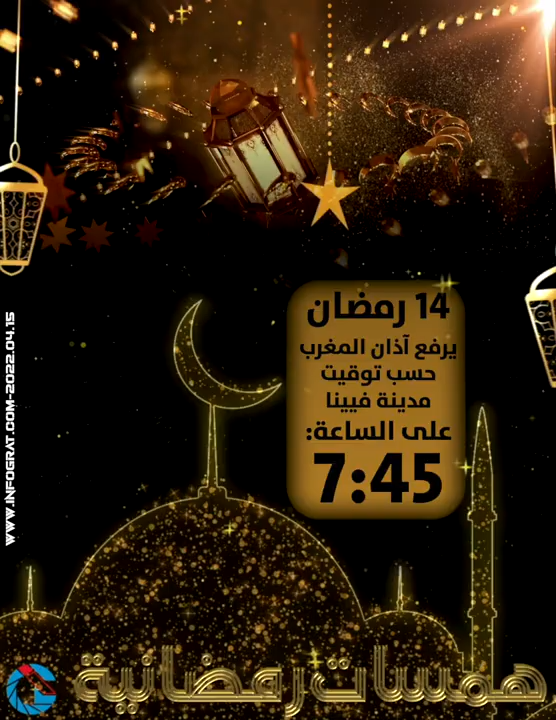 14 رمضان
يرفع آذان المغرب
حسب توقيت
مدينة فيينا
على الساعة:
7:45
WWW.INFOGRAT.COM-2022.04.15
همسات رمضانية